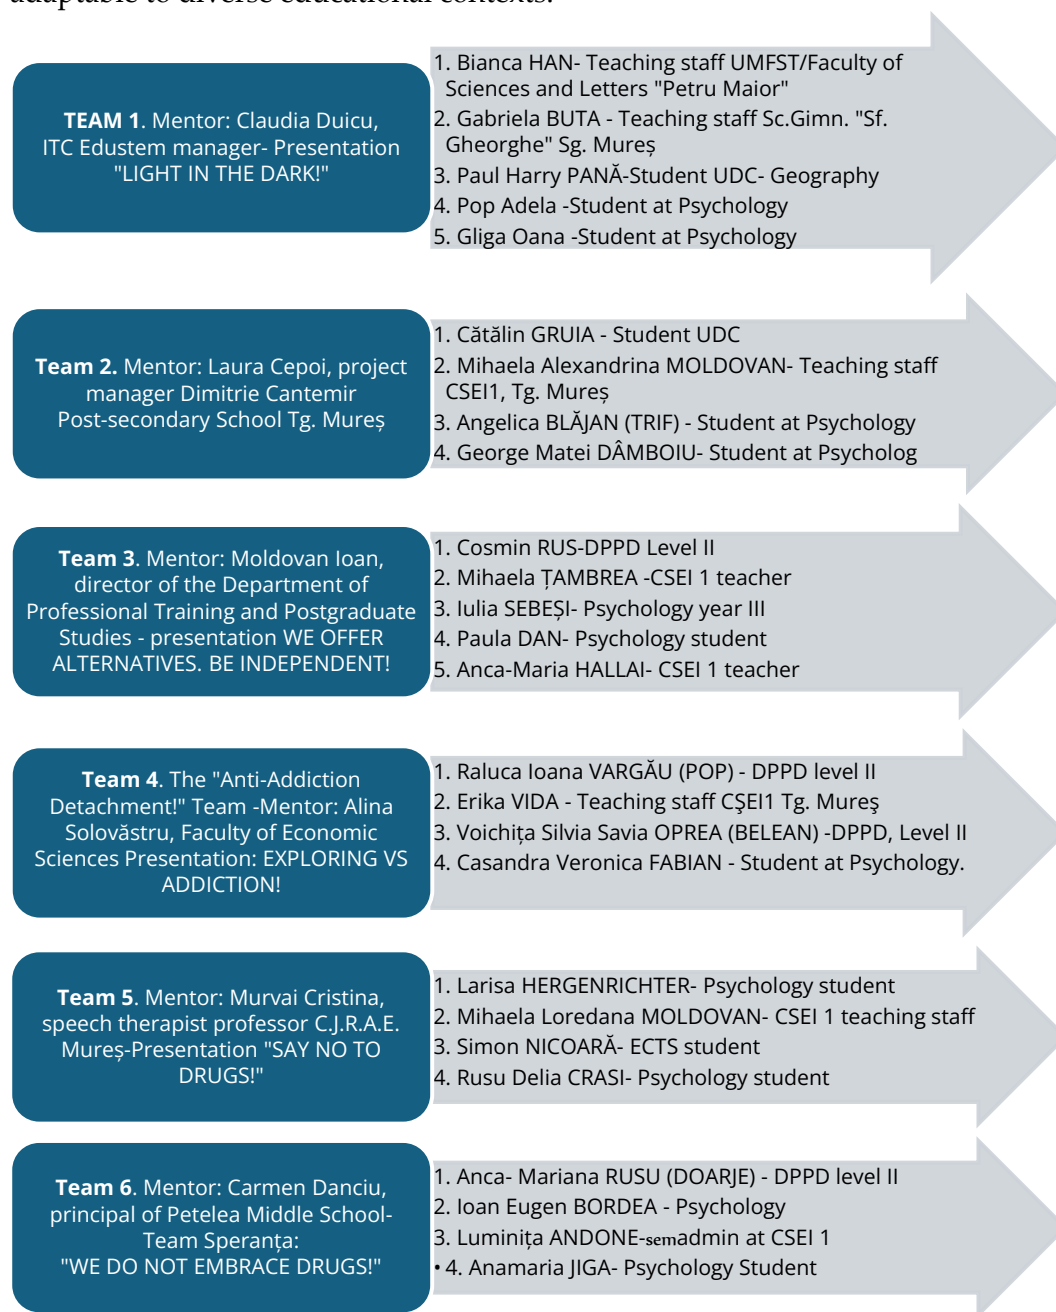 adaptable to diverse educational contexts.
TEAM 1. Mentor: Claudia Duicu,
ITC Edustem manager- Presentation
"LIGHT IN THE DARK!"
1. Bianca HAN- Teaching staff UMFST/Faculty of
Sciences and Letters "Petru Maior"
2. Gabriela BUTA - Teaching staff Sc.Gimn. "Sf.
Gheorghe" Sg. Mureș
3. Paul Harry PANĂ-Student UDC- Geography
4. Pop Adela -Student at Psychology
5. Gliga Oana -Student at Psychology
Team 2. Mentor: Laura Cepoi, project
manager Dimitrie Cantemir
Post-secondary School Tg. Mureș
1. Cătălin GRUIA - Student UDC
2. Mihaela Alexandrina MOLDOVAN- Teaching staff
CSEI1, Tg. Mureș
3. Angelica BLĂJAN (TRIF) - Student at Psychology
4. George Matei DÂMBOIU- Student at Psycholog
Team 3. Mentor: Moldovan Ioan,
director of the Department of
Professional Training and Postgraduate
Studies - presentation WE OFFER
ALTERNATIVES. BE INDEPENDENT!
1. Cosmin RUS-DPPD Level II
2. Mihaela ȚAMBREA -CSEI 1 teacher
3. Iulia SEBEȘI- Psychology year III
4. Paula DAN- Psychology student
5. Anca-Maria HALLAI- CSEI 1 teacher
Team 4. The "Anti-Addiction
Detachment!" Team -Mentor: Alina
Solovăstru, Faculty of Economic
Sciences Presentation: EXPLORING VS
ADDICTION!
1. Raluca Ioana VARGĂU (POP) - DPPD level II
2. Erika VIDA - Teaching staff CŞEI1 Tg. Mureş
3. Voichița Silvia Savia OPREA (BELEAN) -DPPD, Level II
4. Casandra Veronica FABIAN - Student at Psychology.
Team 5. Mentor: Murvai Cristina,
speech therapist professor C.J.R.A.E.
Mureș-Presentation "SAY NO TO
DRUGS!"
1. Larisa HERGENRICHTER- Psychology student
2. Mihaela Loredana MOLDOVAN- CSEI 1 teaching staff
3. Simon NICOARĂ- ECTS student
4. Rusu Delia CRASI- Psychology student
Team 6. Mentor: Carmen Danciu,
principal of Petelea Middle School-
Team Speranța:
"WE DO NOT EMBRACE DRUGS!"
1. Anca- Mariana RUSU (DOARJE) - DPPD level II
2. Ioan Eugen BORDEA - Psychology
3. Luminița ANDONE-semadmin at CSEI 1
• 4. Anamaria JIGA- Psychology Student